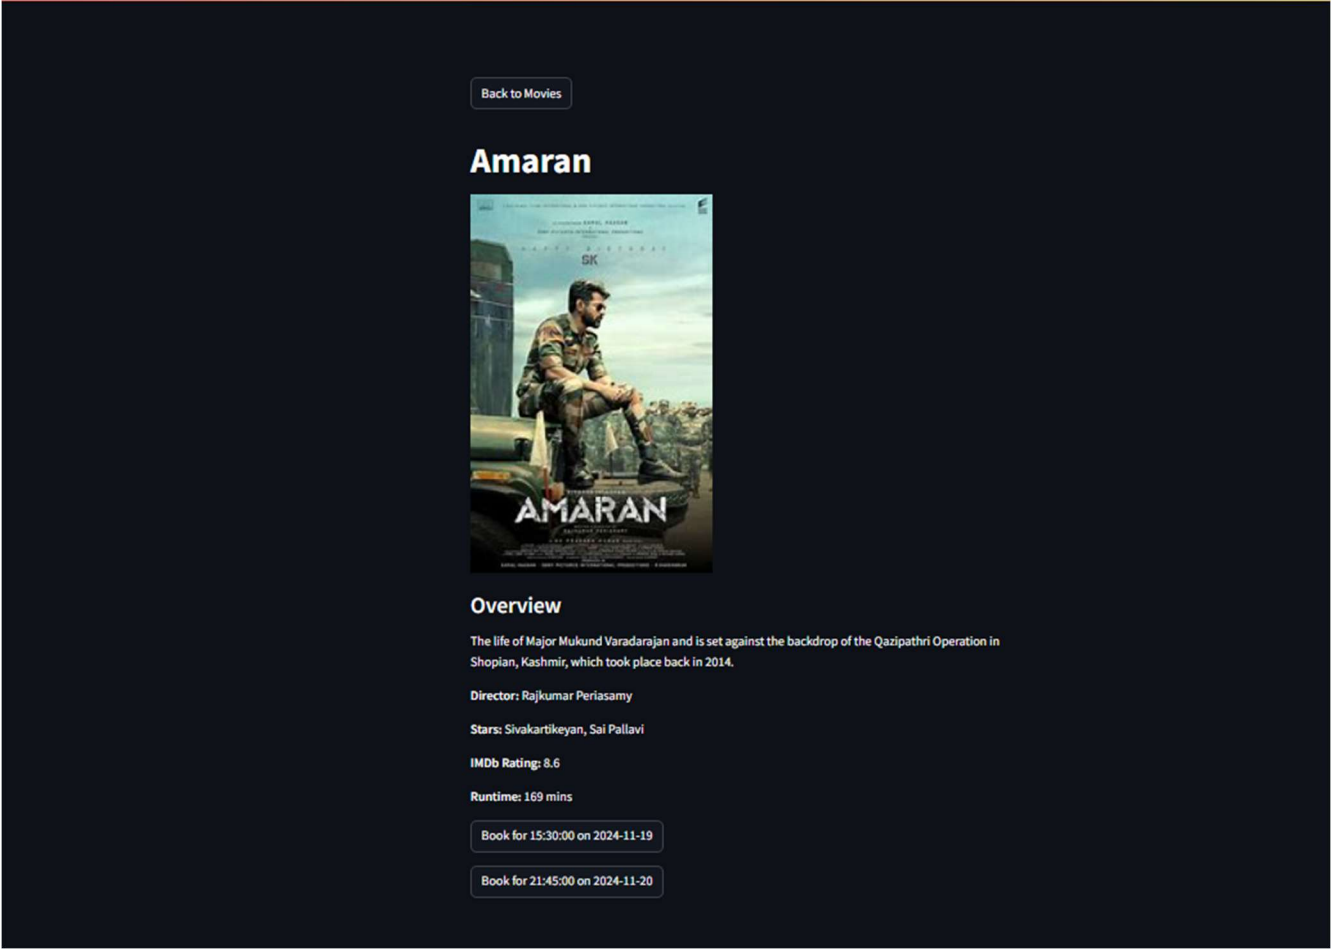 Back to Movies
Amaran
SK
AMARAN
Overview
The life of Major Mukund Varadarajan and is set against the backdrop of the Qazipathri Operation in
Shopian, Kashmir, which took place back in 2014.
Director: Rajkumar Periasamy
Stars: Sivakartikeyan, Sai Pallavi
IMDb Rating: 8.6
Runtime: 169 mins
Book for 15:30:00 on 2024-11-19
Book for 21:45:00 on 2024-11-20